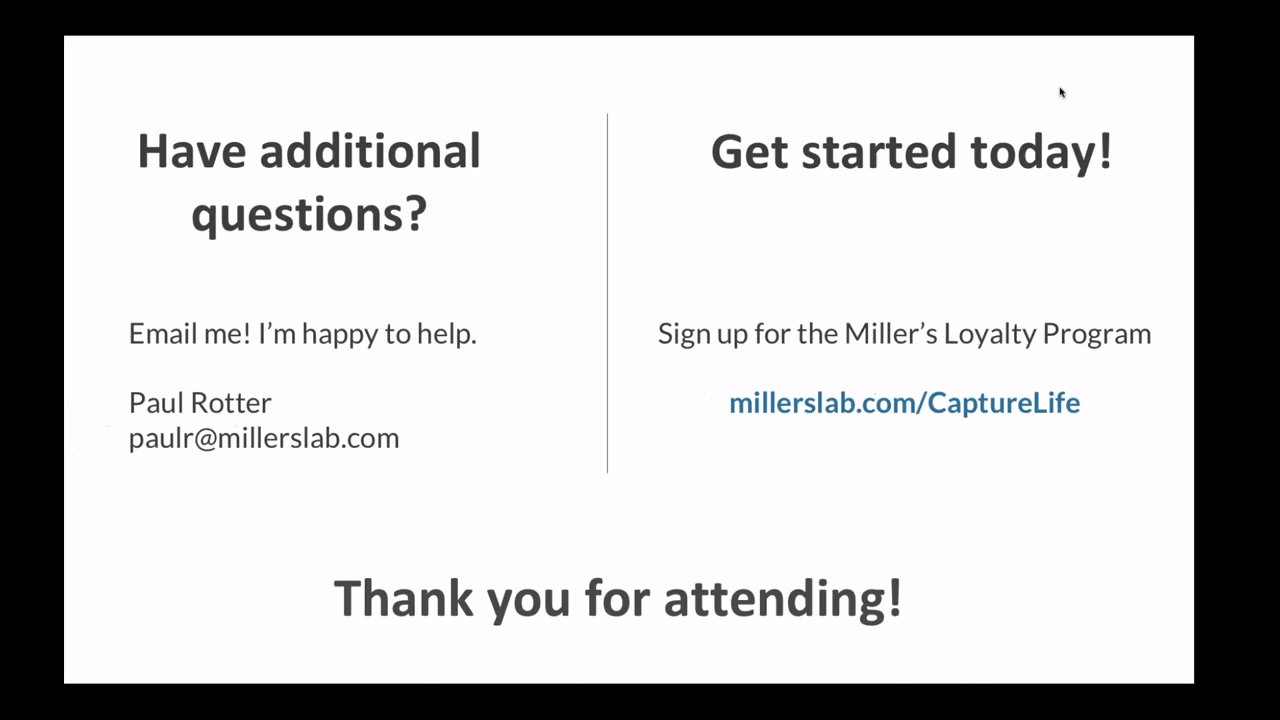 Have additional
questions?
Email me! I’m happy to help.
Paul Rotter
paulr@millerslab.com
Get started today!
Sign up for the Miller’s Loyalty Program
millerslab.com/CaptureLife
Thank you for attending!